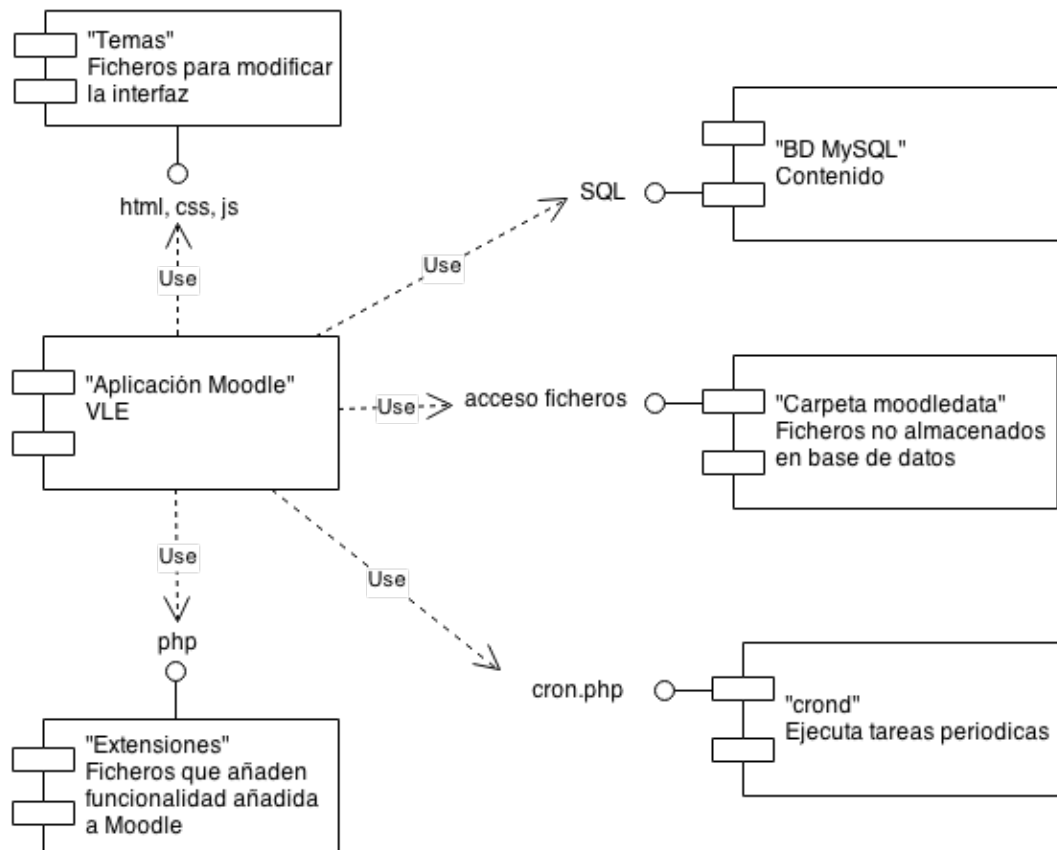 "Temas"
Ficheros para modificar
la interfaz
html, css, js
Use
"BD MySQL"
Contenido
SQL
Use
"Aplicación Moodle"
VLE
Use
acceso ficheros
"Carpeta moodledata"
Ficheros no almacenados
en base de datos
Use
php
Use
cron.php
"crond"
Ejecuta tareas periodicas
"Extensiones"
Ficheros que añaden
funcionalidad añadida
a Moodle